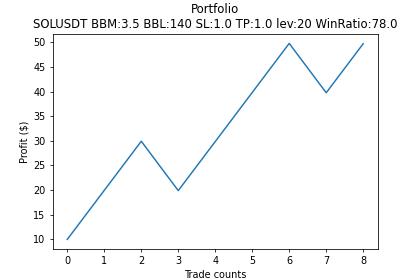 Portfolio
SOLUSDT BBM:3.5 BBL:140 SL:1.0 TP:1.0 lev:20 WinRatio:78.0
50
45
40
35
30
25
20
15
10
Profit ($)
0 1 2 3 4 5 6 7 8
Trade counts